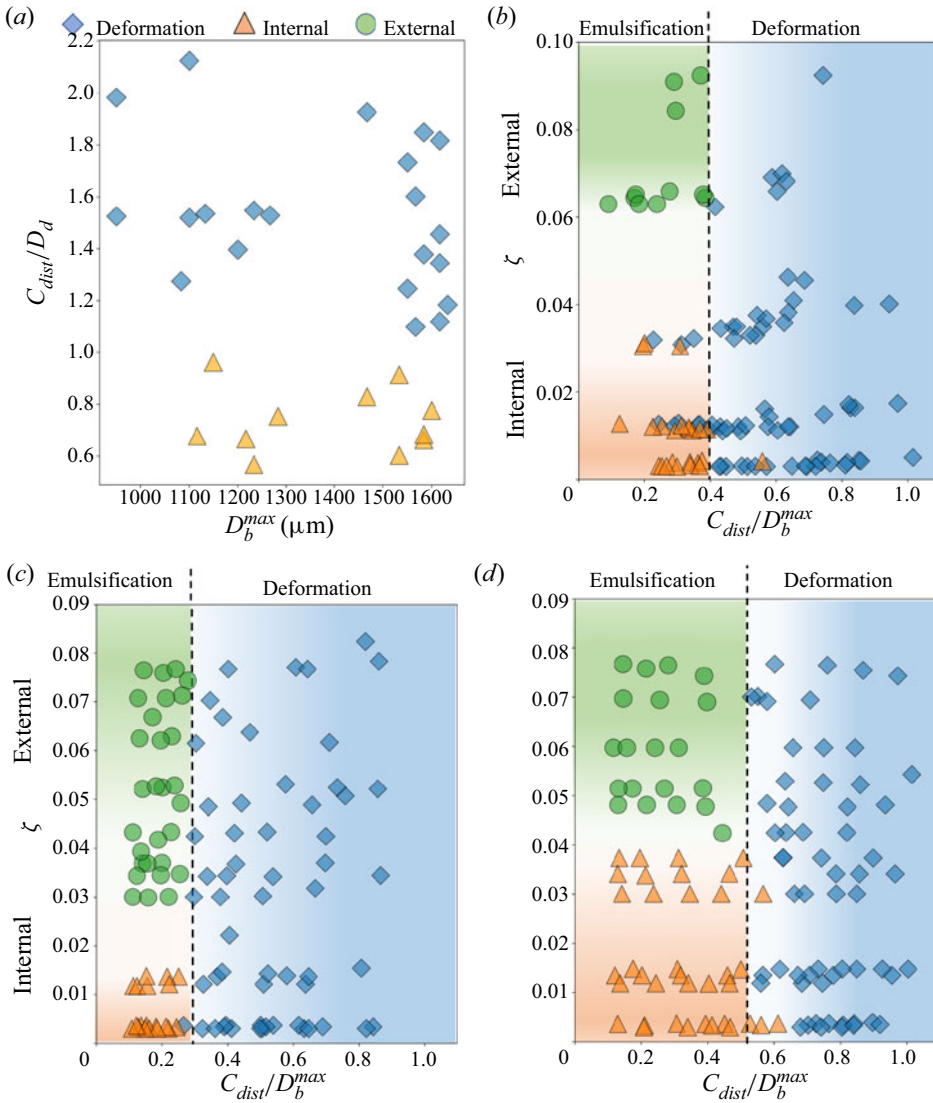 (a) Deformation Internal External
2.2
2.0
1.8
1.6
1.4
1.2
1.0
0.8
0.6
C_dist/D_d
1000 1100 1200 1300 1400 1500 1600
D_b^max (μm)
(b) Emulsification Deformation
0.10
0.08
0.06
0.04
0.02
0 0.2 0.4 0.6 0.8 1.0
External
ζ
Internal
C_dist/D_b^max
(c) Emulsification Deformation
0.09
0.08
0.07
0.06
0.05
0.04
0.03
0.02
0.01
0 0.2 0.4 0.6 0.8 1.0
External
ζ
Internal
C_dist/D_b^max
(d) Emulsification Deformation
0.09
0.08
0.07
0.06
0.05
0.04
0.03
0.02
0.01
0 0.2 0.4 0.6 0.8 1.0
External
ζ
Internal
C_dist/D_b^max